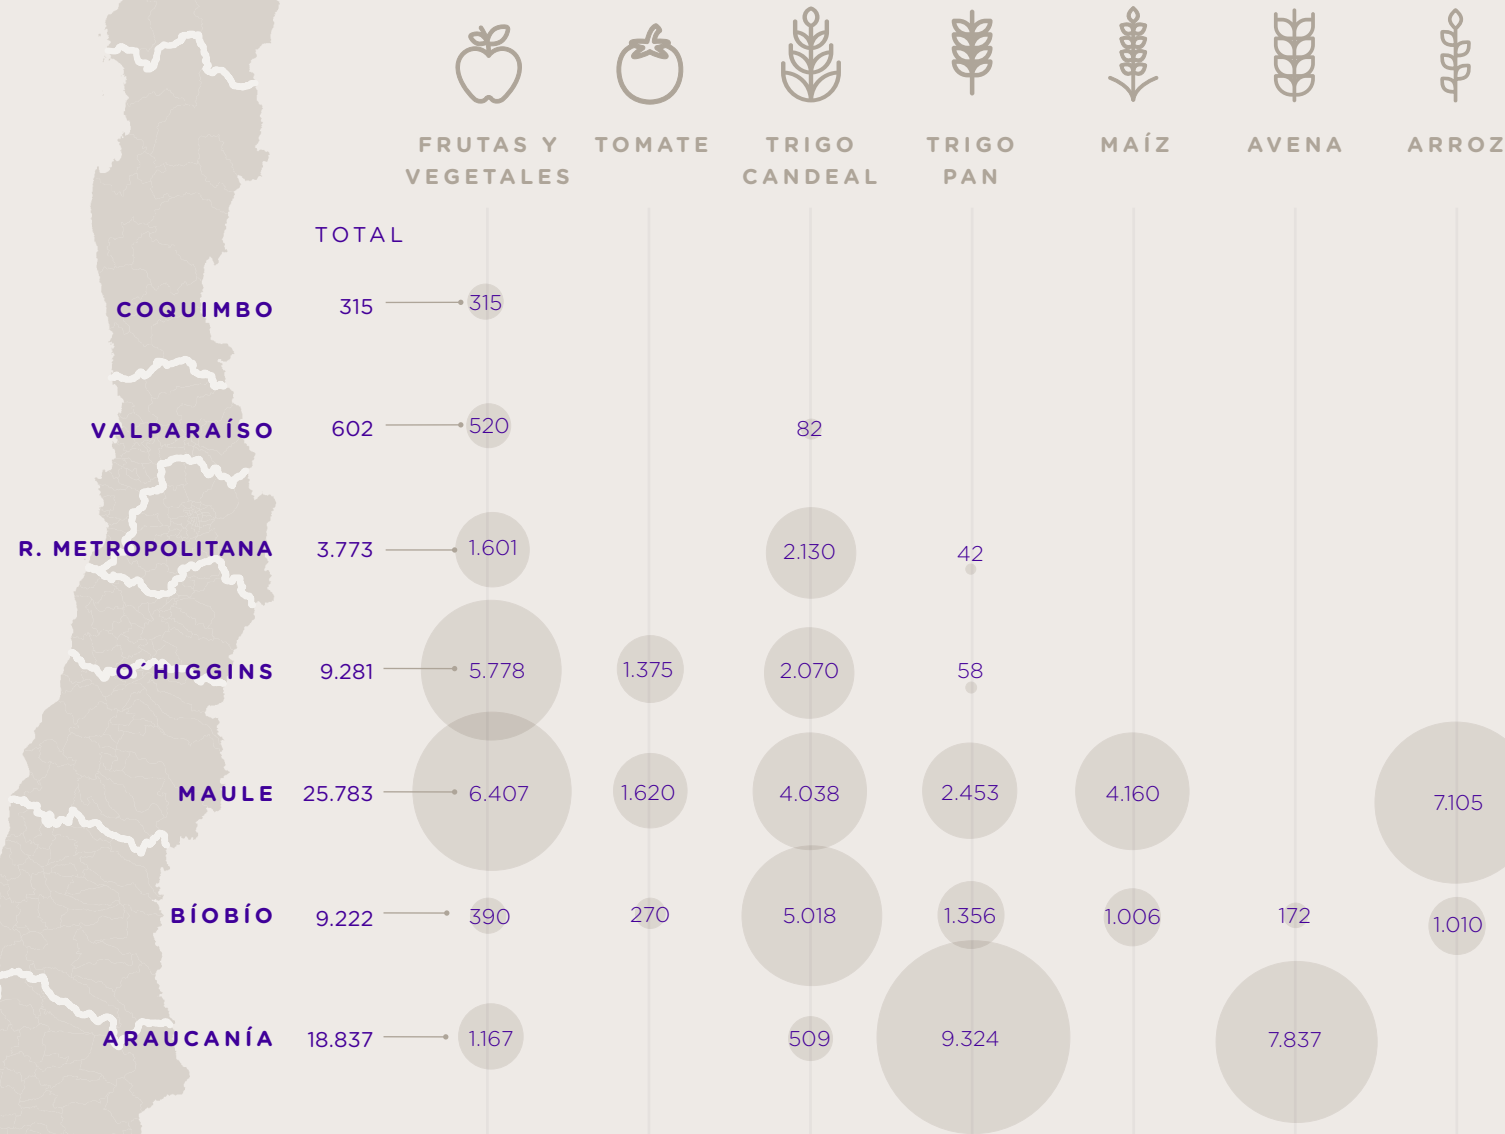 FRUTAS Y VEGETALES
TOMATE
TRIGO CANDEAL
TRIGO PAN
MAÍZ
AVENA
ARROZ
TOTAL
COQUIMBO 315 315
VALPARAÍSO 602 520 82
R. METROPOLITANA 3.773 1.601 2.130 42
O´HIGGINS 9.281 5.778 1.375 2.070 58
MAULE 25.783 6.407 1.620 4.038 2.453 4.160 7.105
BÍOBÍO 9.222 390 270 5.018 1.356 1.006 172 1.010
ARAUCANÍA 18.837 1.167 509 9.324 7.837